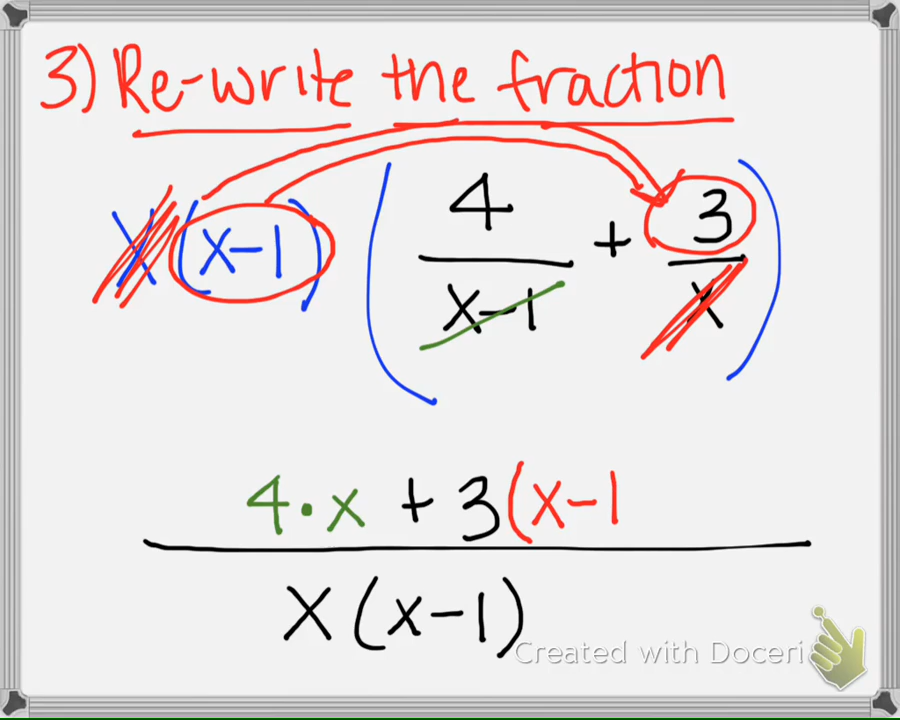 3) Re-write the fraction
x (x-1) ( 4/x-1 + 3/x )
4·x + 3(x-1
x(x-1)
Created with Doceri